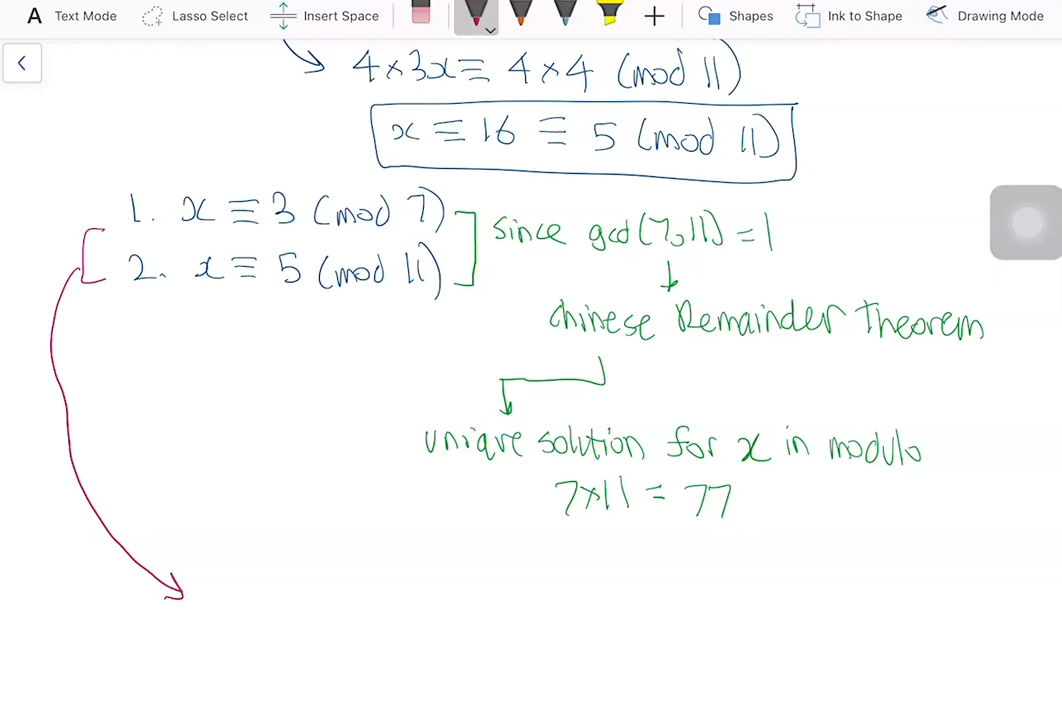 A Text Mode Lasso Select Insert Space Shapes Ink to Shape Drawing Mode
4×3x ≡ 4×4 (mod 11)
x ≡ 16 ≡ 5 (mod 11)
1. x ≡ 3 (mod 7)
2. x ≡ 5 (mod 11)
since gcd(7,11) = 1
Chinese Remainder Theorem
unique solution for x in modulo
7×11 = 77